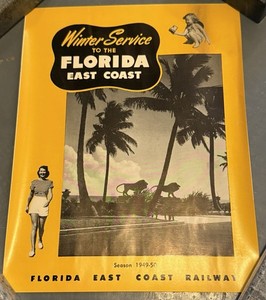 Winter Service
TO THE
FLORIDA
EAST COAST
Season 1949-50
FLORIDA EAST COAST RAILWAY